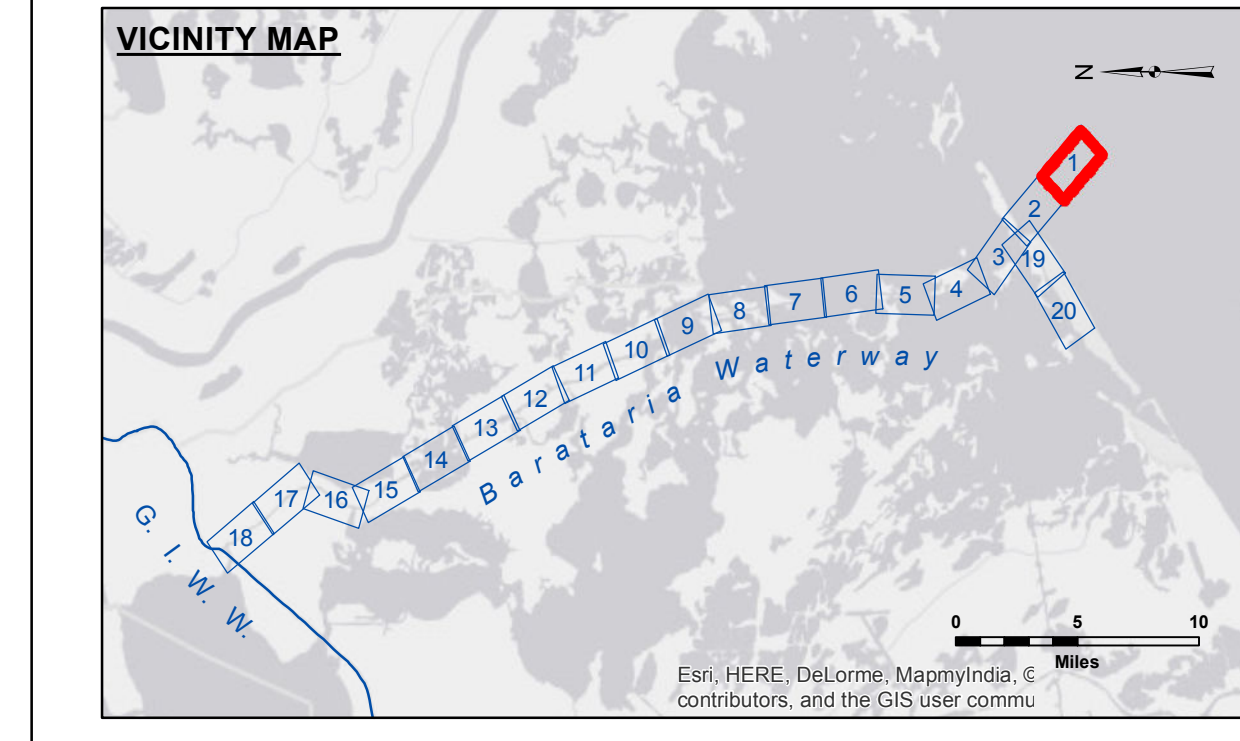 VICINITY MAP
N
1
2
3
19
4
5
6
7
8
20
9
10
11
12
13
14
15
16
17
18
Barataria Waterway
G. I. W. W.
0 5 10
Miles
Esri, HERE, DeLorme, MapmyIndia, ©
contributors, and the GIS user commu